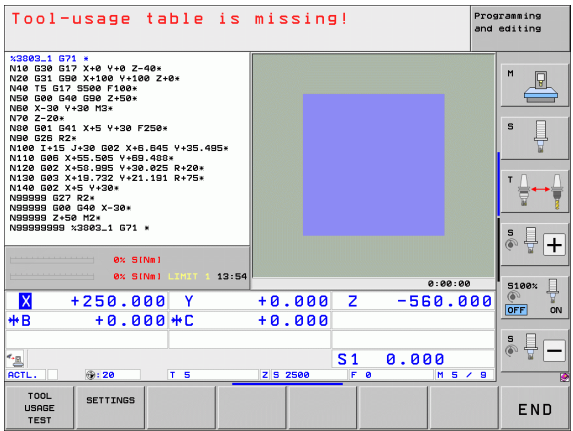 Tool-usage table is missing!
Programming
and editing
%3803_1 G71 *
N10 G30 G17 X+0 Y+0 Z-40*
N20 G31 G90 X+100 Y+100 Z+0*
N40 T5 G17 S500 F100*
N50 G00 G40 G90 Z+50*
N60 X-30 Y+30 M3*
N70 Z-20*
N80 G01 G41 X+5 Y+30 F250*
N90 G26 R2*
N100 I+15 J+30 G02 X+6.645 Y+35.495*
N110 G06 X+55.505 Y+69.488*
N120 G02 X+58.995 Y+30.025 R+20*
N130 G03 X+19.732 Y+21.191 R+75*
N140 G02 X+5 Y+30*
N99999 G27 R2*
N99999 G00 G40 X-30*
N99999 Z+50 M2*
N99999999 %3803_1 G71 *
0% S[Nm]
0% S[Nm] LIMIT 1 13:54
0:00:00
X +250.000 Y +0.000 Z -560.000
B +0.000 C +0.000
S1 0.000
ACTL. :20 T 5 Z S 2500 F 0 M 5 / 9
M
S
T
S
S100%
OFF ON
S
TOOL
USAGE
TEST
SETTINGS
END